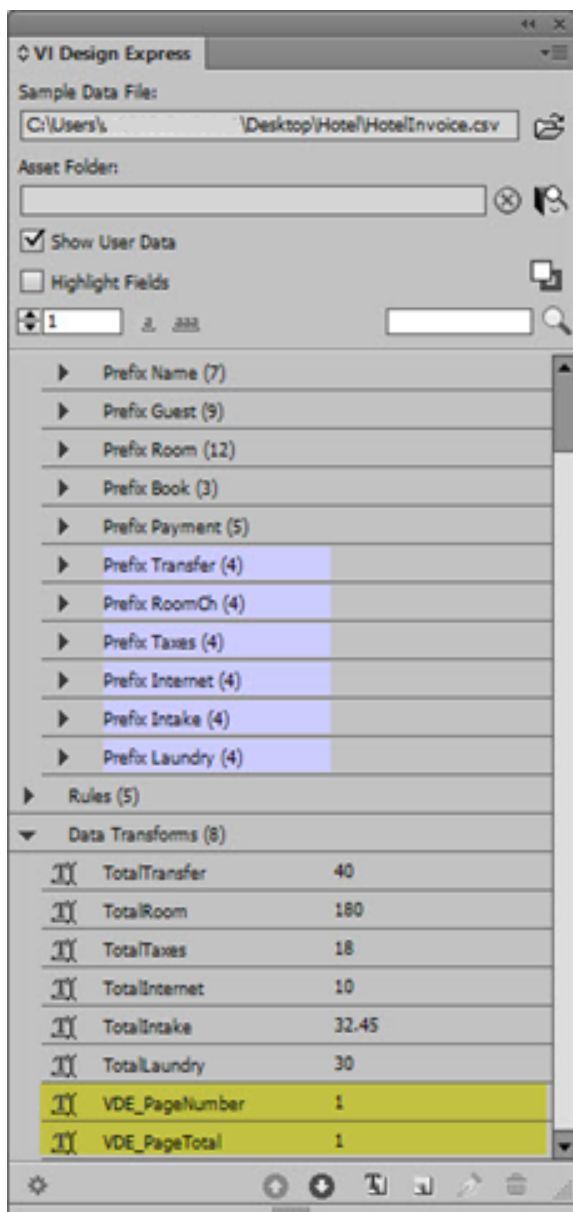 VI Design Express
Sample Data File:
C:\Users\. \Desktop\Hotel\HotelInvoice.csv
Asset Folder:
Show User Data
Highlight Fields
1 a aaa
Prefix Name (7)
Prefix Guest (9)
Prefix Room (12)
Prefix Book (3)
Prefix Payment (5)
Prefix Transfer (4)
Prefix RoomCh (4)
Prefix Taxes (4)
Prefix Internet (4)
Prefix Intake (4)
Prefix Laundry (4)
Rules (5)
Data Transforms (8)
TotalTransfer 40
TotalRoom 180
TotalTaxes 18
TotalInternet 10
TotalIntake 32.45
TotalLaundry 30
VDE_PageNumber 1
VDE_PageTotal 1